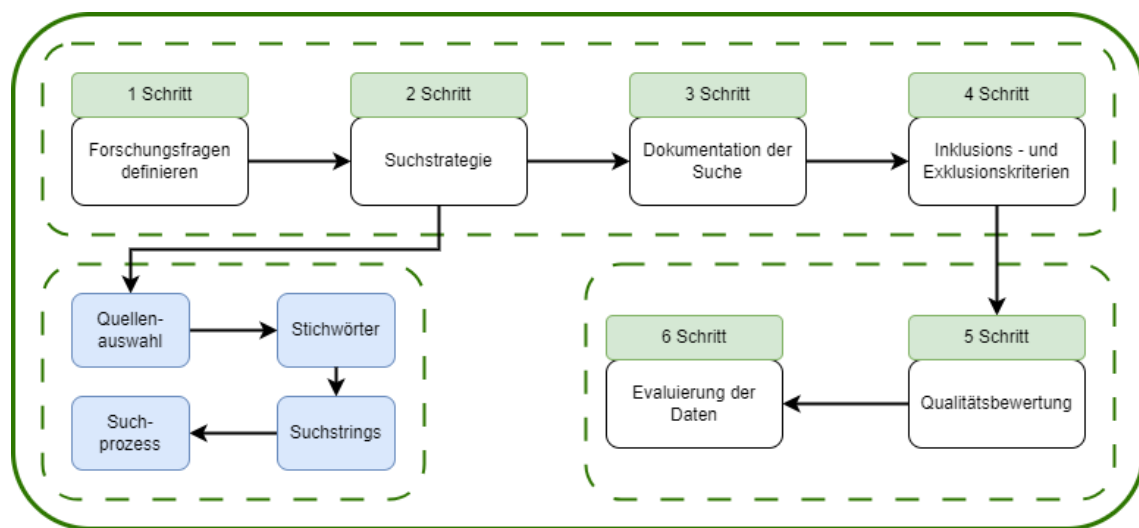 1 Schritt
Forschungsfragen
definieren
2 Schritt
Suchstrategie
3 Schritt
Dokumentation der
Suche
4 Schritt
Inklusions - und
Exklusionskriterien
Quellen-
auswahl
Stichwörter
Such-
prozess
Suchstrings
6 Schritt
Evaluierung der
Daten
5 Schritt
Qualitätsbewertung